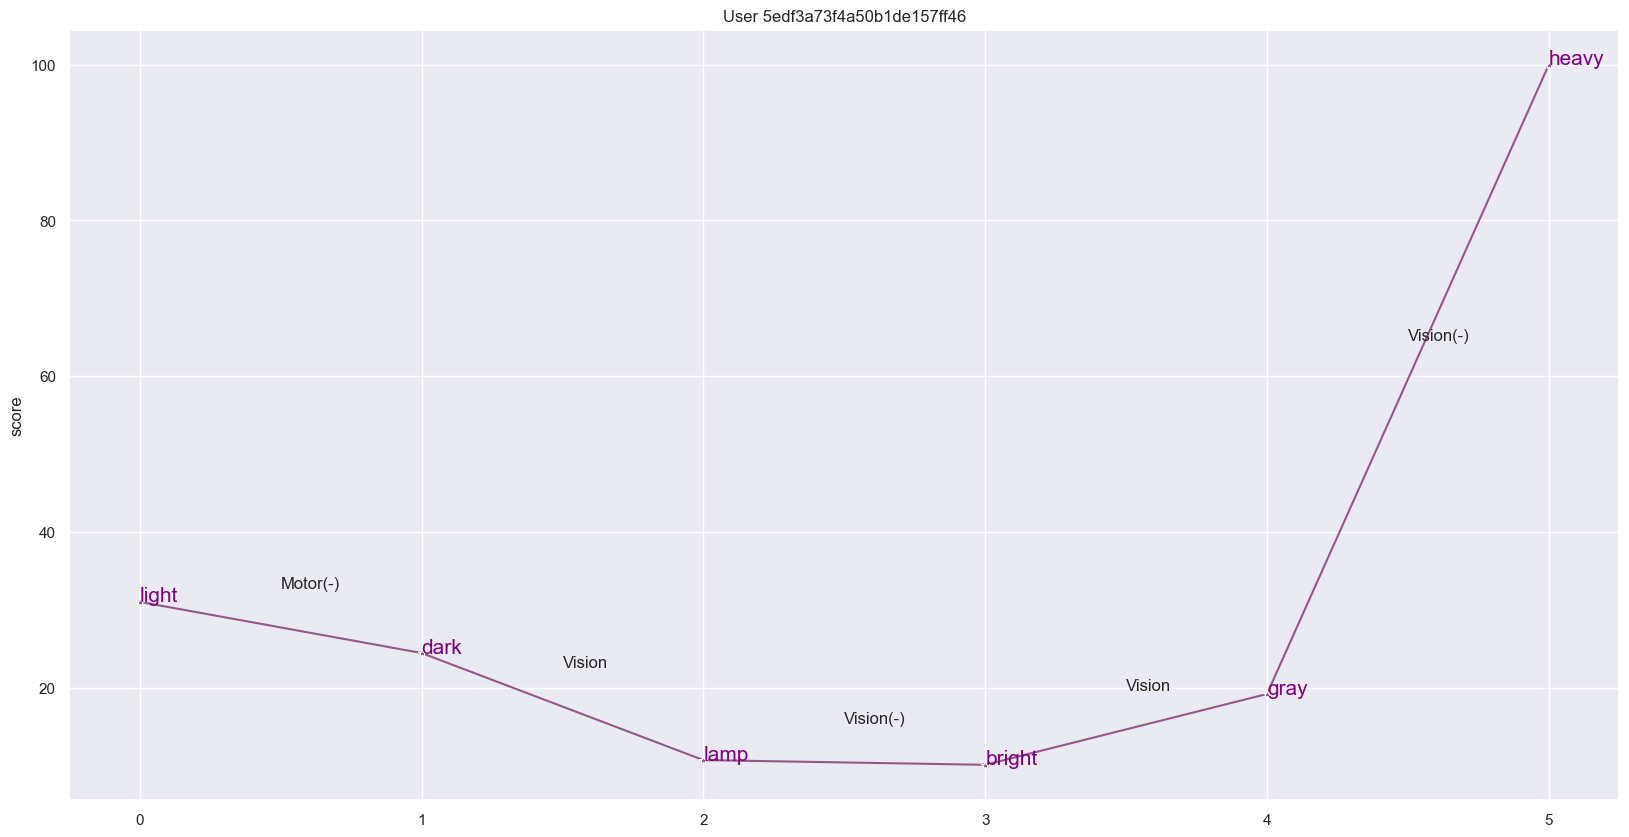 User 5edf3a73f4a50b1de157ff46
100
heavy
80
Vision(-)
60
score
40
Motor(-)
light
dark
Vision
20
Vision
gray
Vision(-)
lamp
bright
0
1
2
3
4
5